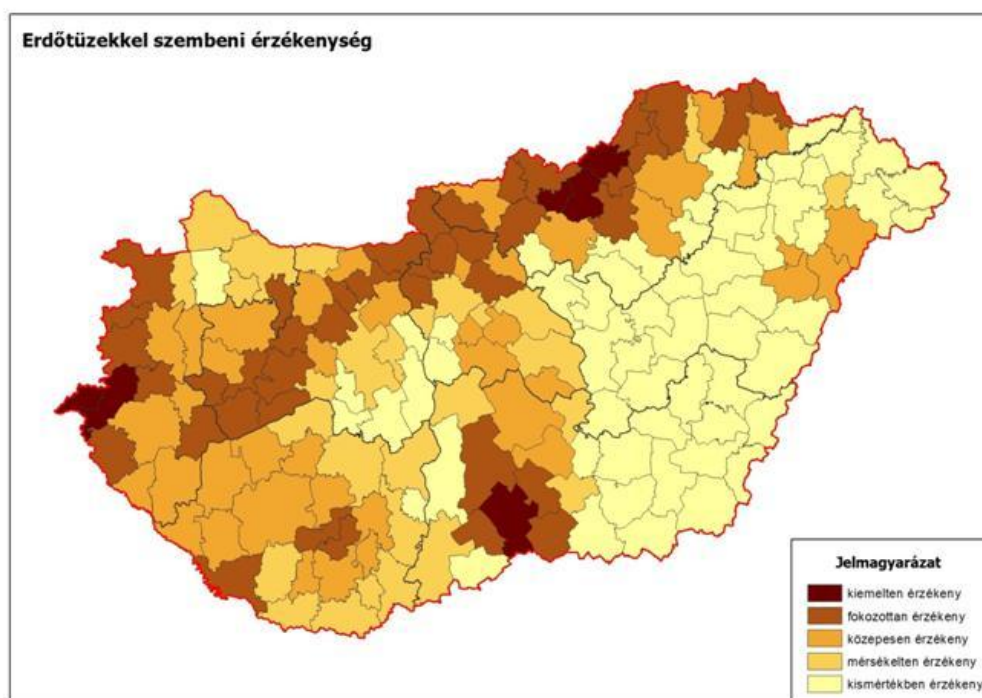 Erdőtüzekkel szembeni érzékenység
Jelmagyarázat
kiemelten érzékeny
fokozottan érzékeny
közepesen érzékeny
mérsékelten érzékeny
kismértékben érzékeny